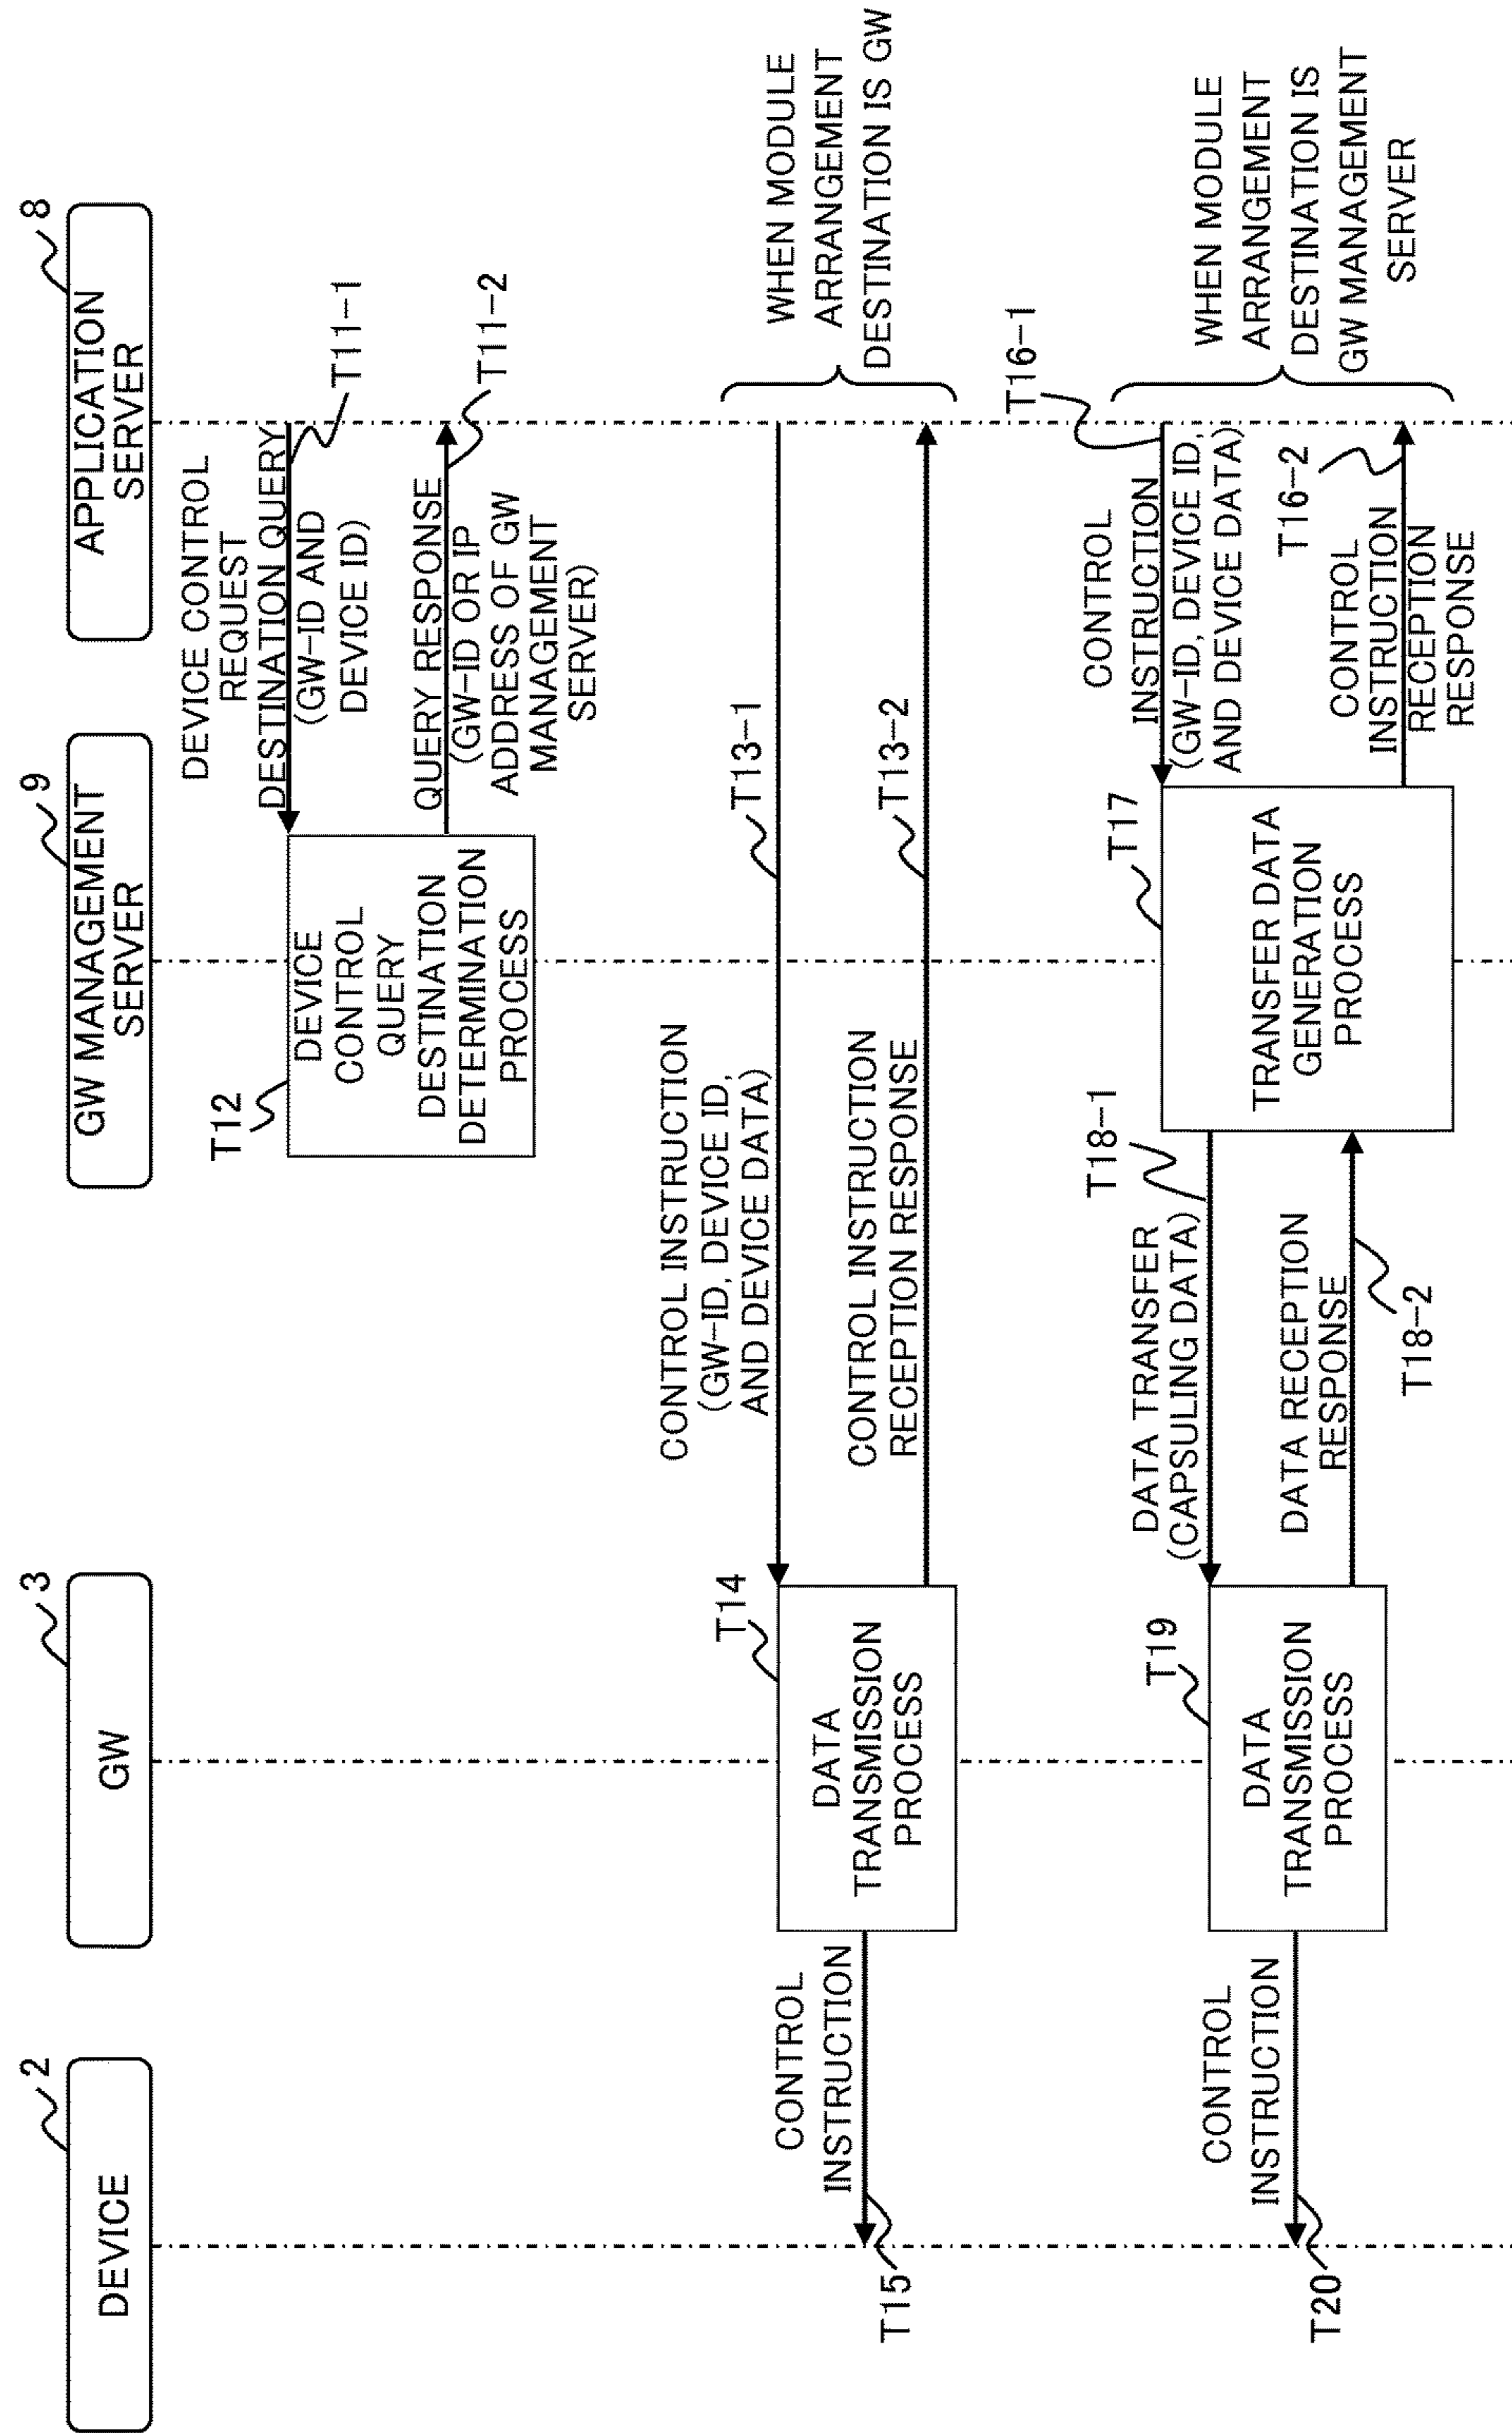 2
DEVICE
3
GW
9
GW MANAGEMENT
SERVER
8
APPLICATION
SERVER
DEVICE CONTROL
REQUEST
DESTINATION QUERY
(GW-ID AND
DEVICE ID)
T11-1
T12
DEVICE
CONTROL
QUERY
DESTINATION
DETERMINATION
PROCESS
QUERY RESPONSE
(GW-ID OR IP
ADDRESS OF GW
MANAGEMENT
SERVER)
T11-2
CONTROL INSTRUCTION
(GW-ID, DEVICE ID,
AND DEVICE DATA)
T13-1
WHEN MODULE
ARRANGEMENT
DESTINATION IS GW
T14
DATA
TRANSMISSION
PROCESS
CONTROL
INSTRUCTION
T15
CONTROL INSTRUCTION
RECEPTION RESPONSE
T13-2
T16-1
CONTROL
INSTRUCTION
(GW-ID, DEVICE ID,
AND DEVICE DATA)
WHEN MODULE
ARRANGEMENT
DESTINATION IS
GW MANAGEMENT
SERVER
T17
TRANSFER DATA
GENERATION
PROCESS
T16-2
CONTROL
INSTRUCTION
RECEPTION
RESPONSE
T18-1
DATA TRANSFER
(CAPSULING DATA)
T19
DATA
TRANSMISSION
PROCESS
DATA RECEPTION
RESPONSE
T18-2
CONTROL
INSTRUCTION
T20